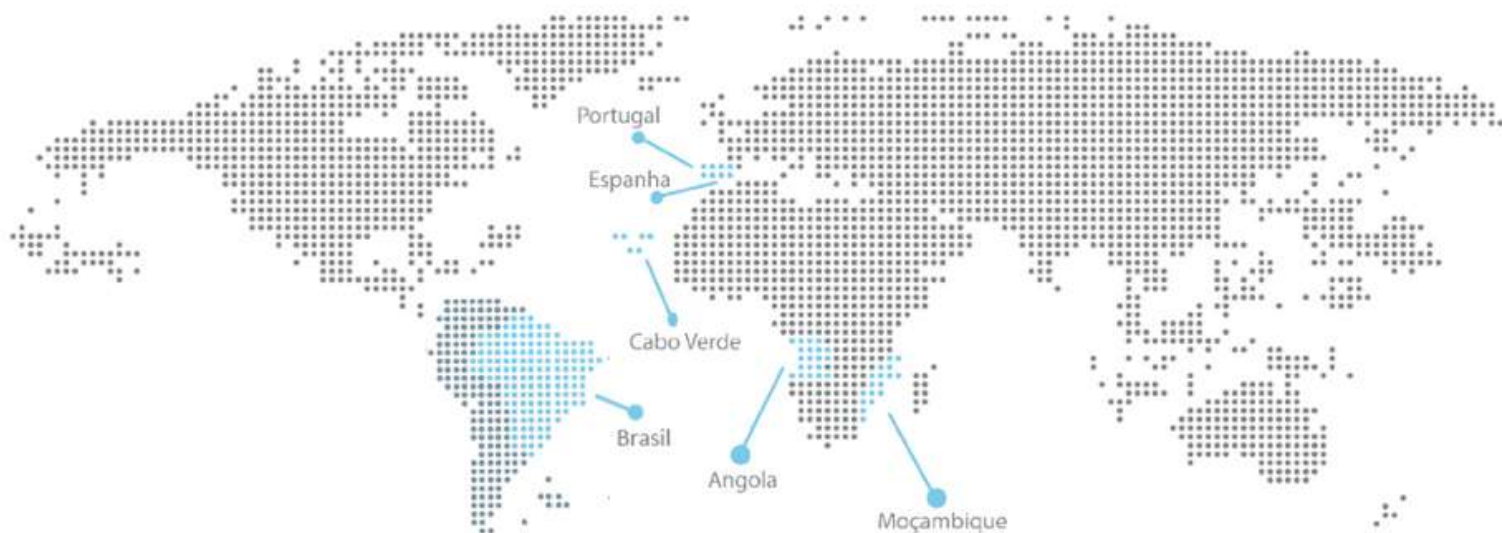 Portugal
Espanha
Cabo Verde
Brasil
Angola
Moçambique